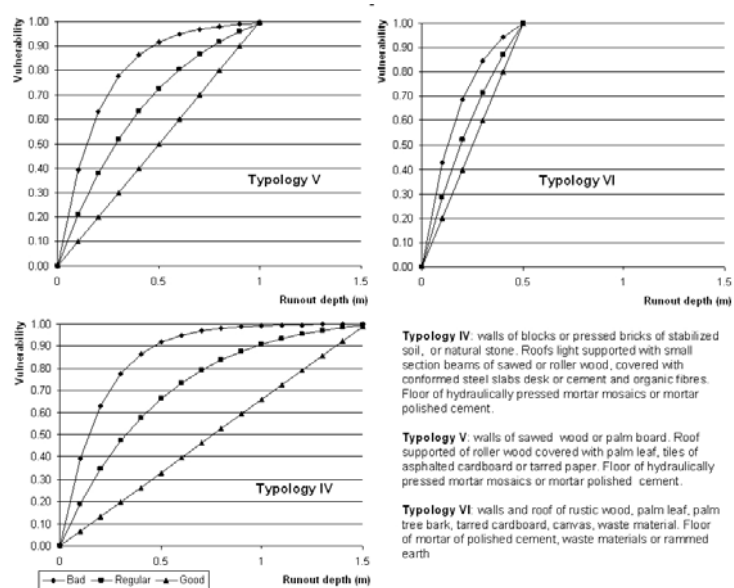 Vulnerability
1.00
0.90
0.80
0.70
0.60
0.50
0.40
0.30
0.20
0.10
0.00
Typology V
0
0.5
1
1.5
Runout depth (m)
Vulnerability
1.00
0.90
0.80
0.70
0.60
0.50
0.40
0.30
0.20
0.10
0.00
Typology VI
0
0.5
1
1.5
Runout depth (m)
Vulnerability
1.00
0.90
0.80
0.70
0.60
0.50
0.40
0.30
0.20
0.10
0.00
Typology IV
0
0.5
1
1.5
Bad Regular Good
Runout depth (m)
Typology IV: walls of blocks or pressed bricks of stabilized
soil, or natural stone. Roofs light supported with small
section beams of sawed or roller wood, covered with
conformed steel slabs desk or cement and organic fibres.
Floor of hydraulically pressed mortar mosaics or mortar
polished cement.
Typology V: walls of sawed wood or palm board. Roof
supported of roller wood covered with palm leaf, tiles of
asphalted cardboard or tarred paper. Floor of hydraulically
pressed mortar mosaics or mortar polished cement.
Typology VI: walls and roof of rustic wood, palm leaf, palm
tree bark, tarred cardboard, canvas, waste material. Floor
of mortar of polished cement, waste materials or rammed
earth